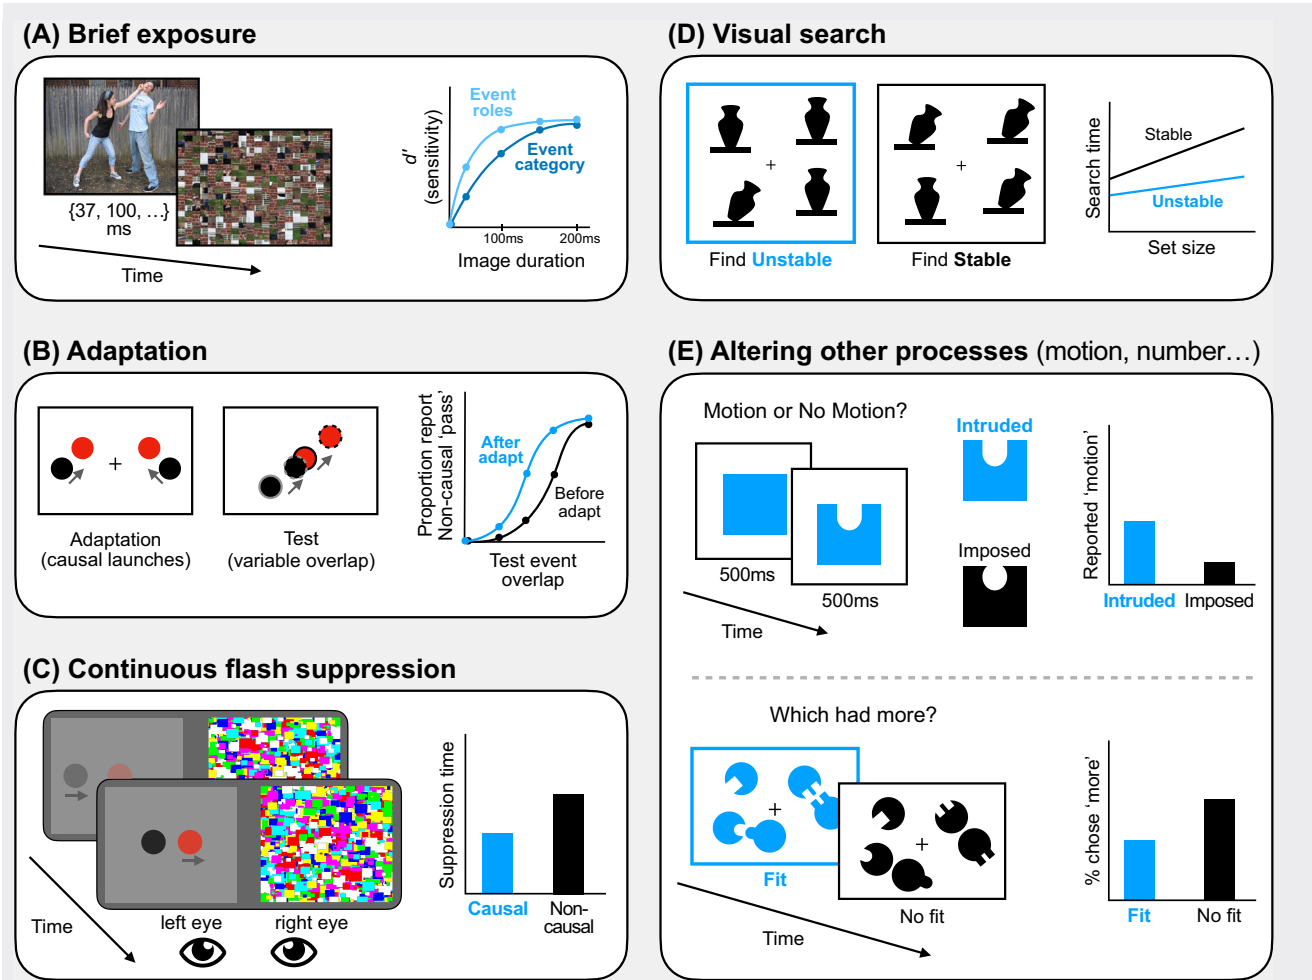 (A) Brief exposure
{37, 100, ...}
ms
Time
d′
(sensitivity)
Event
roles
Event
category
100ms
200ms
Image duration
(B) Adaptation
+
Adaptation
(causal launches)
Test
(variable overlap)
Proportion report
Non-causal ‘pass’
After
adapt
Before
adapt
Test event
overlap
(C) Continuous flash suppression
Time
left eye
right eye
Suppression time
Causal
Non-
causal
(D) Visual search
+
Find Unstable
+
Find Stable
Search time
Stable
Unstable
Set size
(E) Altering other processes (motion, number…)
Motion or No Motion?
500ms
500ms
Time
Intruded
Imposed
Reported ‘motion’
Intruded
Imposed
Which had more?
+
Fit
+
No fit
Time
% chose ‘more’
Fit
No fit